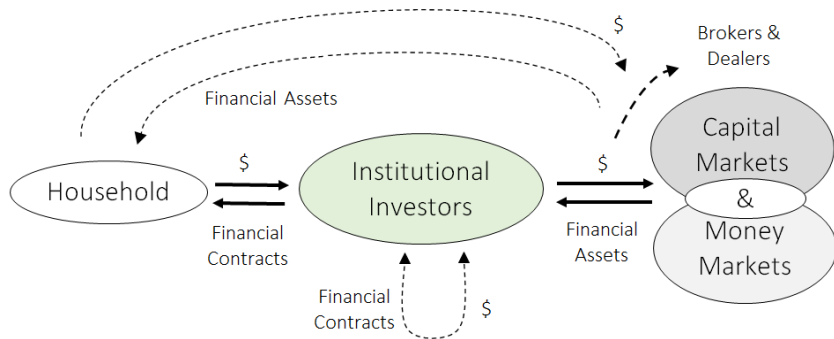 $
Brokers &
Dealers
Financial Assets
Capital
Markets
&
Money
Markets
Household
$
Financial
Contracts
Institutional
Investors
$
Financial
Assets
Financial
Contracts
$